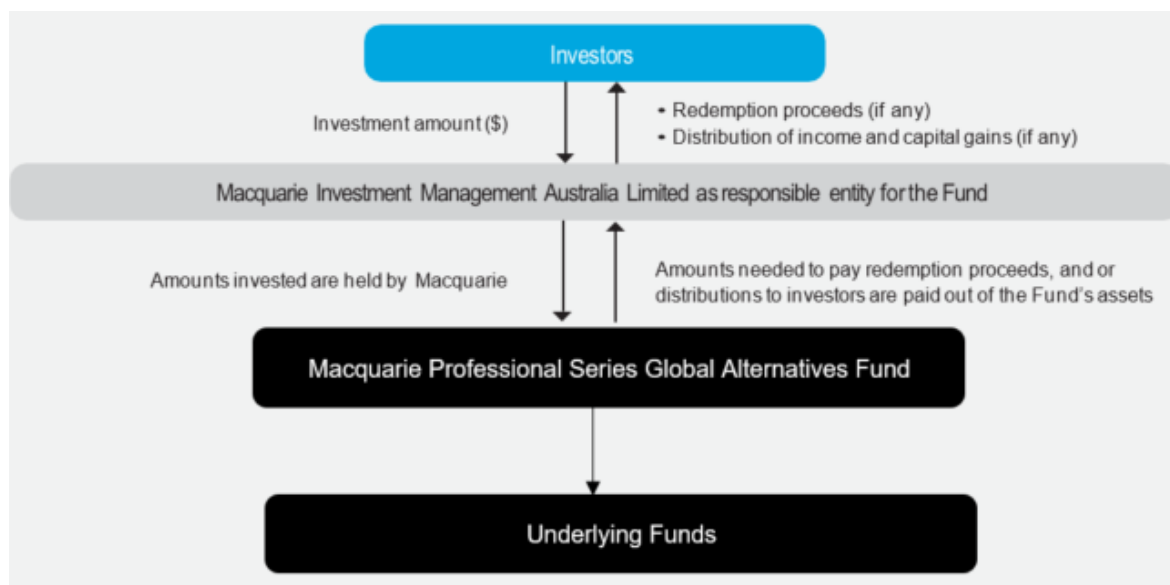 Investors
Investment amount ($)
• Redemption proceeds (if any)
• Distribution of income and capital gains (if any)
Macquarie Investment Management Australia Limited as responsible entity for the Fund
Amounts invested are held by Macquarie
Amounts needed to pay redemption proceeds, and or
distributions to investors are paid out of the Fund's assets
Macquarie Professional Series Global Alternatives Fund
Underlying Funds